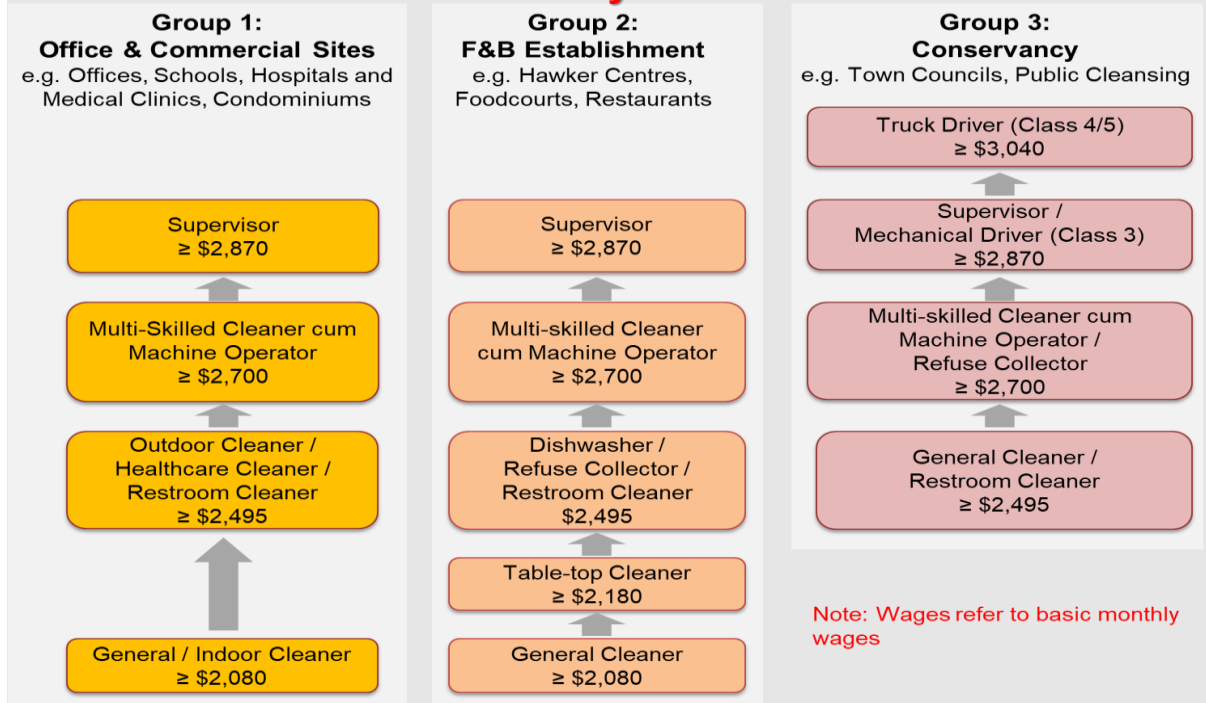 Group 1:
Office & Commercial Sites
e.g. Offices, Schools, Hospitals and
Medical Clinics, Condominiums
Supervisor
≥ $2,870
Multi-Skilled Cleaner cum
Machine Operator
≥ $2,700
Outdoor Cleaner /
Healthcare Cleaner /
Restroom Cleaner
≥ $2,495
General / Indoor Cleaner
≥ $2,080
Group 2:
F&B Establishment
e.g. Hawker Centres,
Foodcourts, Restaurants
Supervisor
≥ $2,870
Multi-skilled Cleaner
cum Machine Operator
≥ $2,700
Dishwasher /
Refuse Collector /
Restroom Cleaner
$2,495
Table-top Cleaner
≥ $2,180
General Cleaner
≥ $2,080
Group 3:
Conservancy
e.g. Town Councils, Public Cleansing
Truck Driver (Class 4/5)
≥ $3,040
Supervisor /
Mechanical Driver (Class 3)
≥ $2,870
Multi-skilled Cleaner cum
Machine Operator /
Refuse Collector
≥ $2,700
General Cleaner /
Restroom Cleaner
≥ $2,495
Note: Wages refer to basic monthly
wages